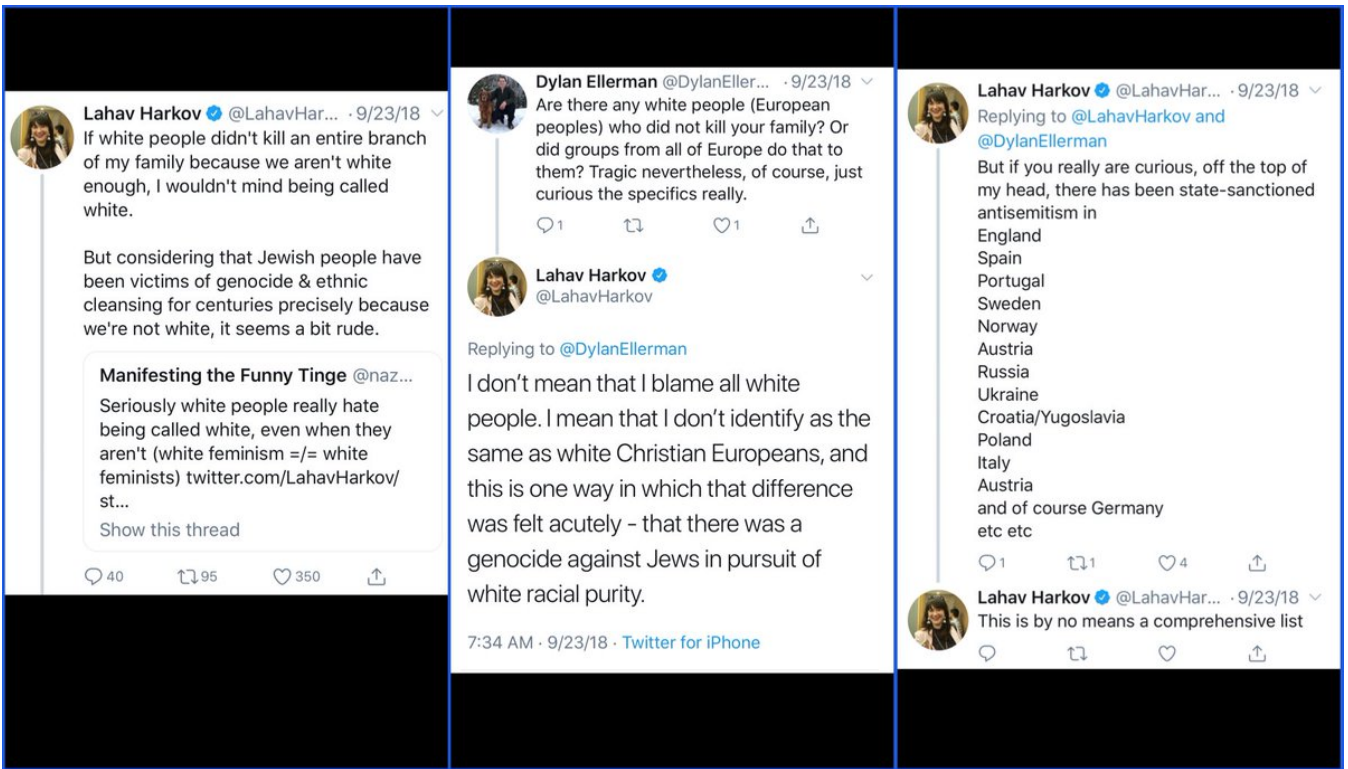 Lahav Harkov @LahavHar... · 9/23/18
If white people didn't kill an entire branch
of my family because we aren't white
enough, I wouldn't mind being called
white.
But considering that Jewish people have
been victims of genocide & ethnic
cleansing for centuries precisely because
we're not white, it seems a bit rude.
Manifesting the Funny Tinge @naz...
Seriously white people really hate
being called white, even when they
aren't (white feminism =/= white
feminists) twitter.com/LahavHarkov/
st...
Show this thread
40 95 350
Dylan Ellerman @DylanEller... · 9/23/18
Are there any white people (European
peoples) who did not kill your family? Or
did groups from all of Europe do that to
them? Tragic nevertheless, of course, just
curious the specifics really.
1 1
Lahav Harkov
@LahavHarkov
Replying to @DylanEllerman
I don't mean that I blame all white
people. I mean that I don't identify as the
same as white Christian Europeans, and
this is one way in which that difference
was felt acutely - that there was a
genocide against Jews in pursuit of
white racial purity.
7:34 AM · 9/23/18 · Twitter for iPhone
Lahav Harkov @LahavHar... · 9/23/18
Replying to @LahavHarkov and
@DylanEllerman
But if you really are curious, off the top of
my head, there has been state-sanctioned
antisemitism in
England
Spain
Portugal
Sweden
Norway
Austria
Russia
Ukraine
Croatia/Yugoslavia
Poland
Italy
Austria
and of course Germany
etc etc
1 1 4
Lahav Harkov @LahavHar... · 9/23/18
This is by no means a comprehensive list